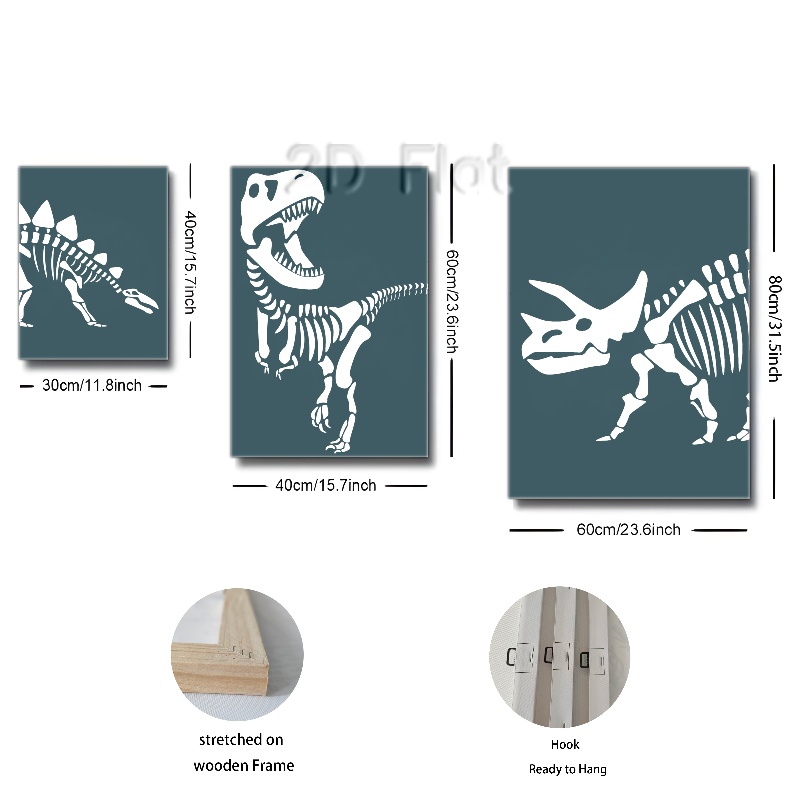 2D Flat
40cm/15.7inch
60cm/23.6inch
80cm/31.5inch
30cm/11.8inch
40cm/15.7inch
60cm/23.6inch
stretched on
wooden Frame
Hook
Ready to Hang